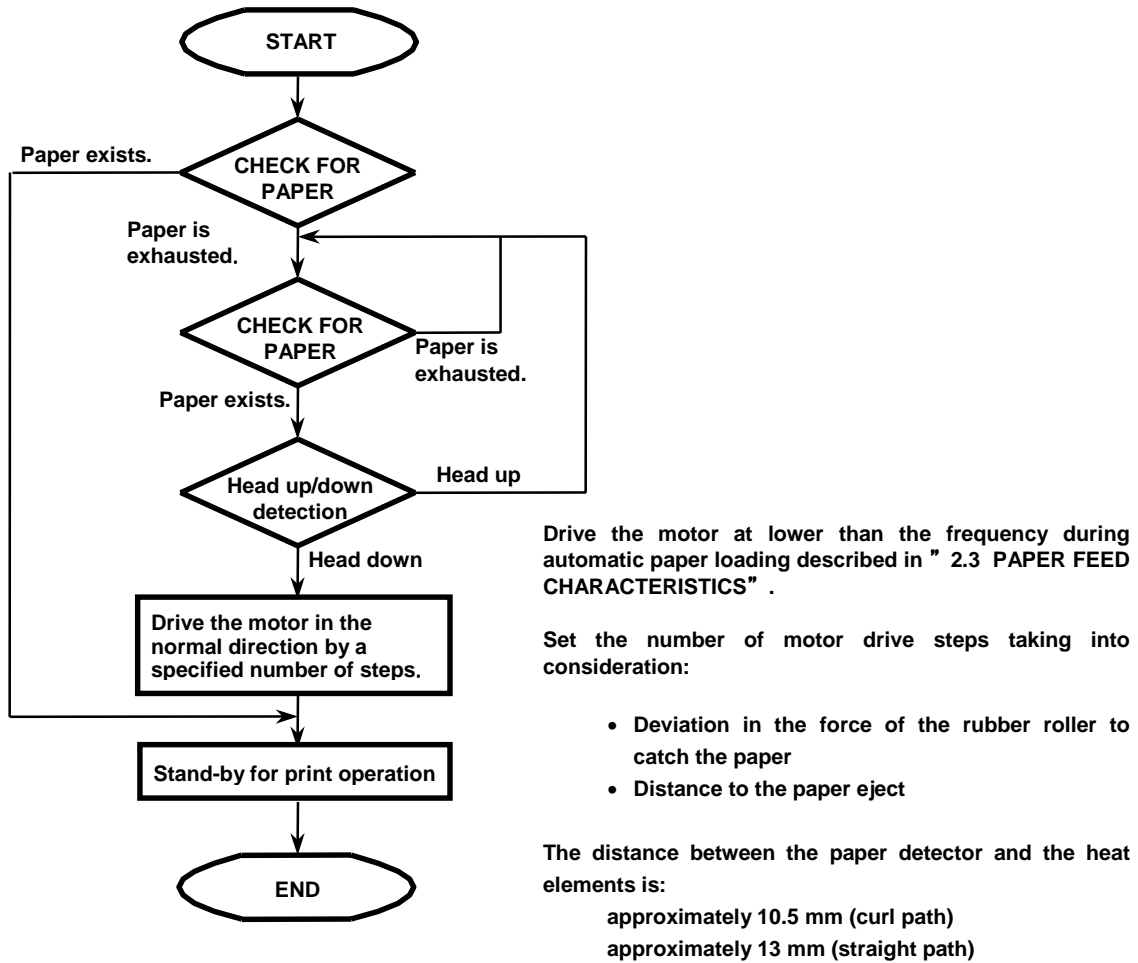 START
Paper exists.
CHECK FOR
PAPER
Paper is
exhausted.
CHECK FOR
PAPER
Paper is
exhausted.
Paper exists.
Head up/down
detection
Head up
Head down
Drive the motor in the
normal direction by a
specified number of steps.
Stand-by for print operation
END
Drive the motor at lower than the frequency during
automatic paper loading described in ” 2.3 PAPER FEED
CHARACTERISTICS” .
Set the number of motor drive steps taking into
consideration:
• Deviation in the force of the rubber roller to
catch the paper
• Distance to the paper eject
The distance between the paper detector and the heat
elements is:
approximately 10.5 mm (curl path)
approximately 13 mm (straight path)